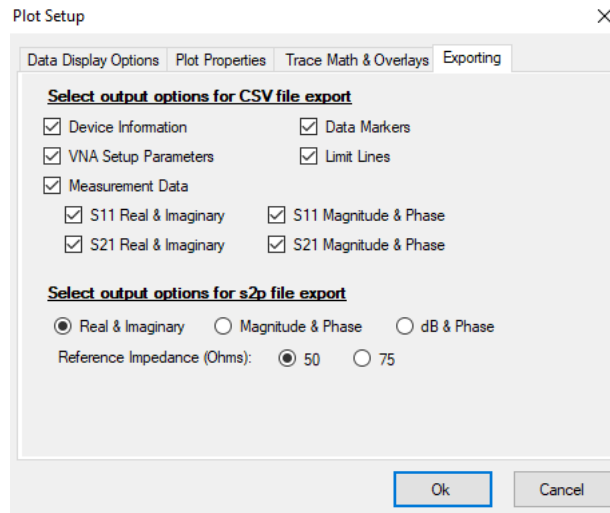 Plot Setup
Data Display Options Plot Properties Trace Math & Overlays Exporting
Select output options for CSV file export
Device Information Data Markers
VNA Setup Parameters Limit Lines
Measurement Data
S11 Real & Imaginary S11 Magnitude & Phase
S21 Real & Imaginary S21 Magnitude & Phase
Select output options for s2p file export
Real & Imaginary Magnitude & Phase dB & Phase
Reference Impedance (Ohms): 50 75
Ok Cancel